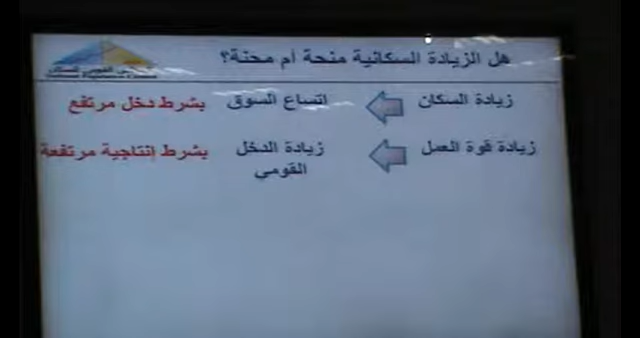 هل الزيادة السكانية منحة أم محنة؟
زيادة السكان اتساع السوق بشرط دخل مرتفع
زيادة قوة العمل زيادة الدخل القومي بشرط إنتاجية مرتفعة